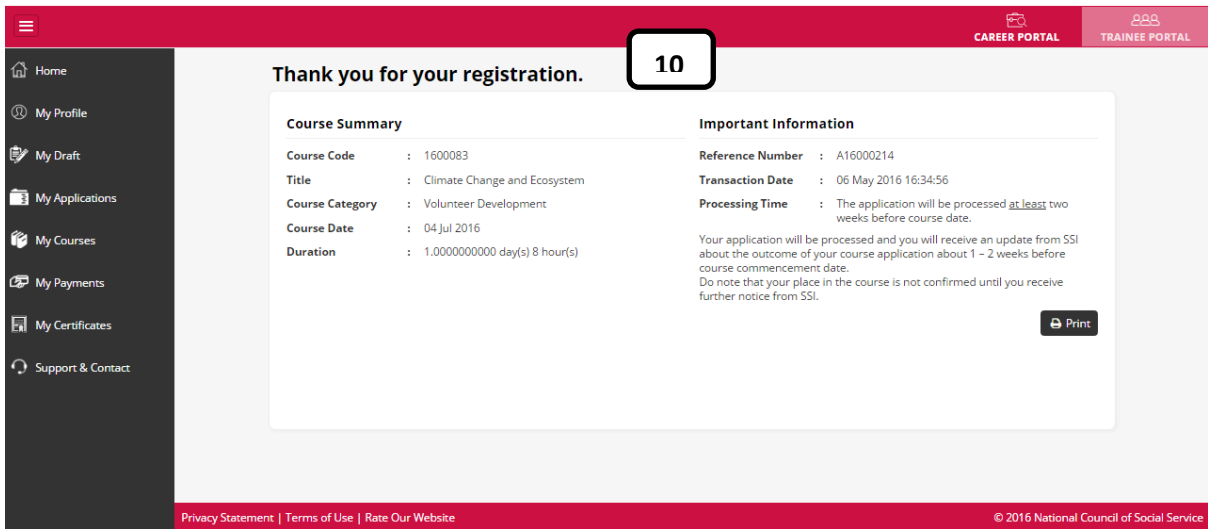 CAREER PORTAL
TRAINEE PORTAL
Home
My Profile
My Draft
My Applications
My Courses
My Payments
My Certificates
Support & Contact
Thank you for your registration.
10
Course Summary
Course Code : 1600083
Title : Climate Change and Ecosystem
Course Category : Volunteer Development
Course Date : 04 Jul 2016
Duration : 1.0000000000 day(s) 8 hour(s)
Important Information
Reference Number : A16000214
Transaction Date : 06 May 2016 16:34:56
Processing Time : The application will be processed at least two
weeks before course date.
Your application will be processed and you will receive an update from SSI
about the outcome of your course application about 1 – 2 weeks before
course commencement date.
Do note that your place in the course is not confirmed until you receive
further notice from SSI.
Print
Privacy Statement | Terms of Use | Rate Our Website
© 2016 National Council of Social Service